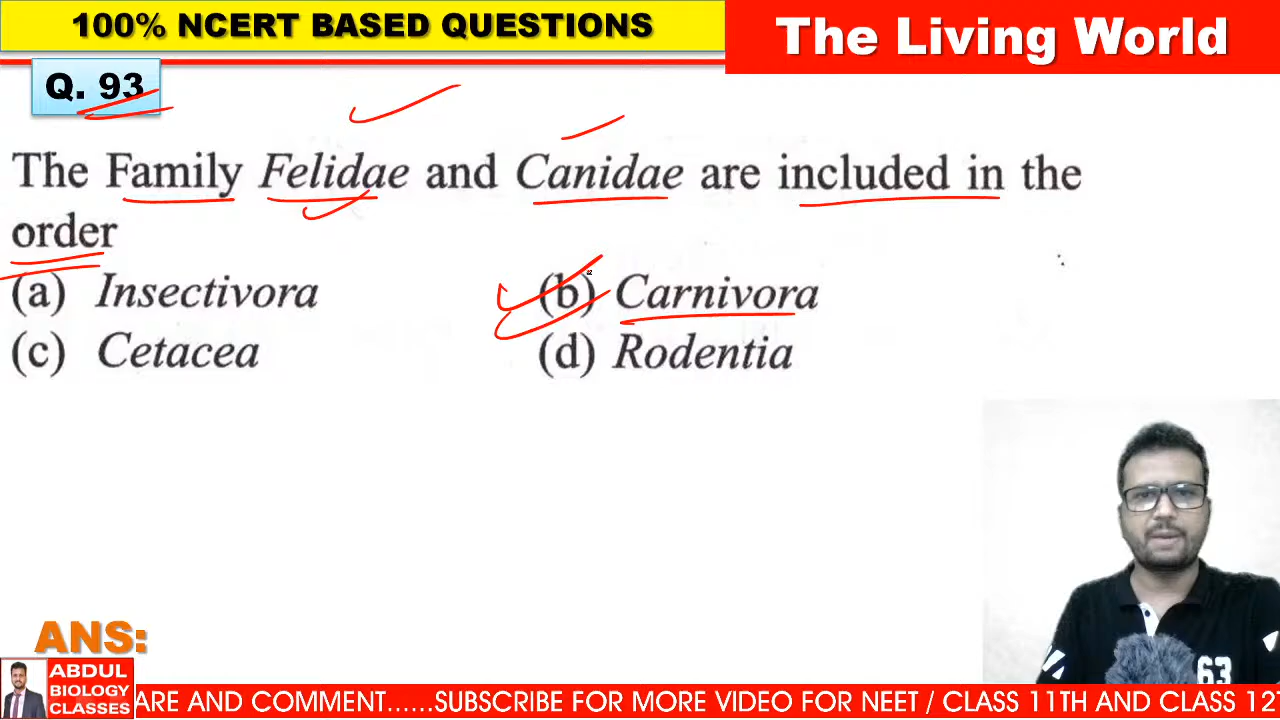 100% NCERT BASED QUESTIONS
The Living World
Q. 93
The Family Felidae and Canidae are included in the
order
(a) Insectivora
(b) Carnivora
(c) Cetacea
(d) Rodentia
63
ANS:
ABDUL
BIOLOGY
CLASSES
ARE AND COMMENT......SUBSCRIBE FOR MORE VIDEO FOR NEET / CLASS 11TH AND CLASS 12T